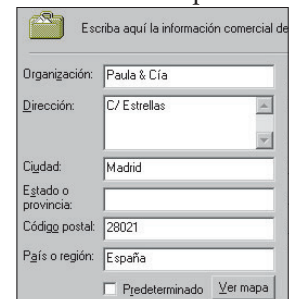 Escriba aquí la información comercial de
Organización: Paula & Cía
Dirección: C/ Estrellas
Ciudad: Madrid
Estado o
provincia:
Código postal: 28021
País o región: España
Predeterminado Ver mapa